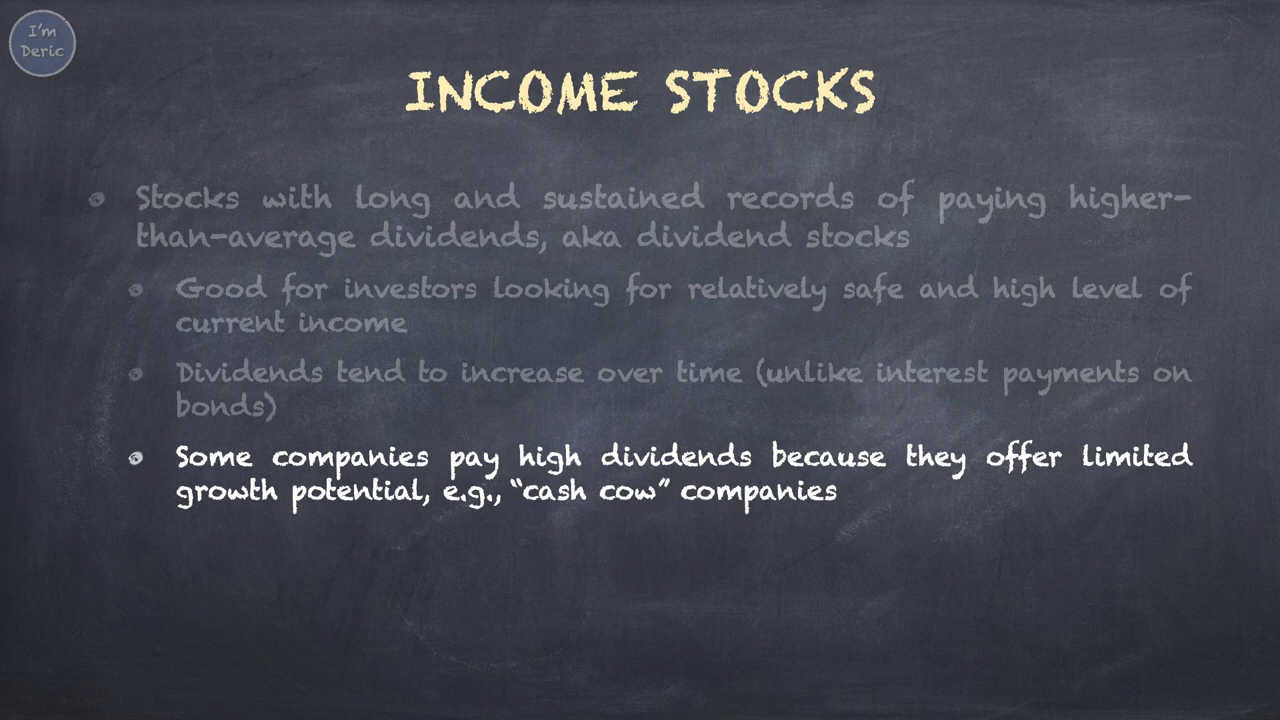 I'm
Deric
INCOME STOCKS
Stocks with long and sustained records of paying higher-
than-average dividends, aka dividend stocks
Good for investors looking for relatively safe and high level of
current income
Dividends tend to increase over time (unlike interest payments on
bonds)
Some companies pay high dividends because they offer limited
growth potential, e.g., “cash cow” companies